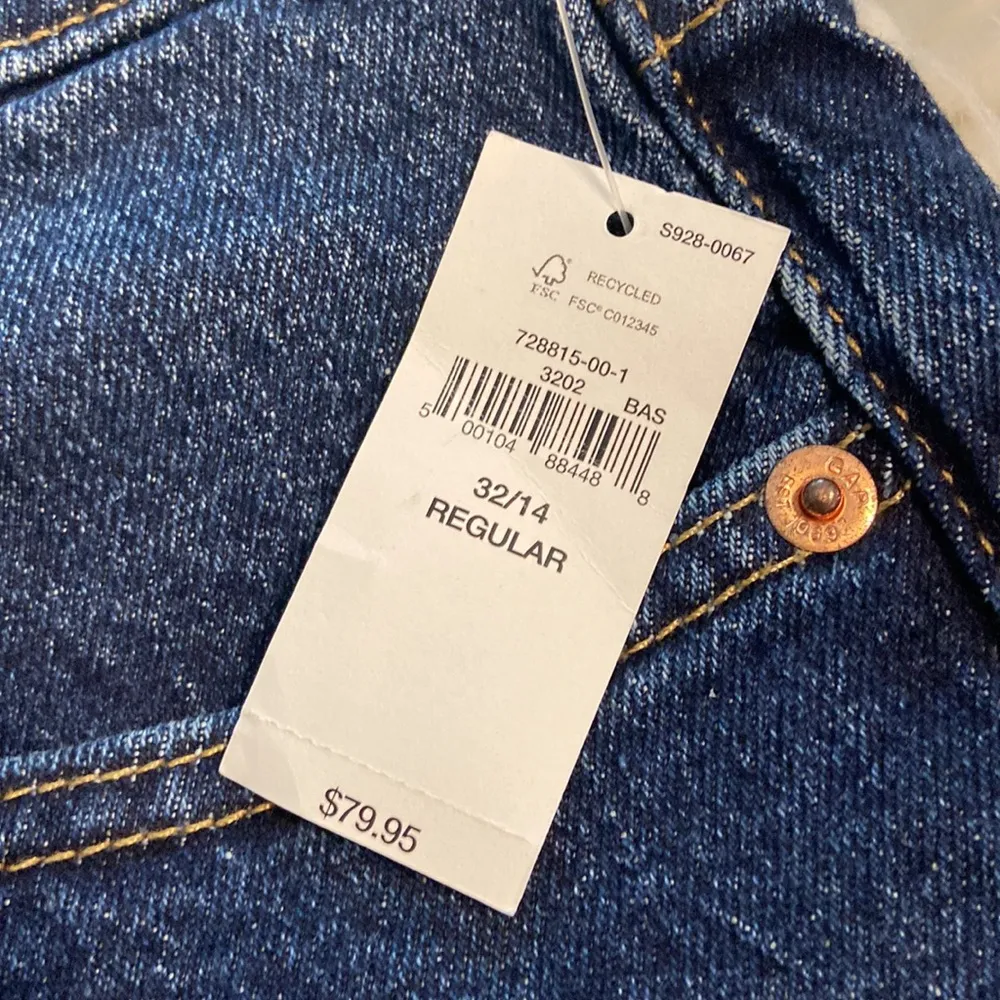 S928-0067
RECYCLED
FSC
FSC® C012345
728815-00-1
3202
BAS
5 00104 88448 8
32/14
REGULAR
$79.95
GAP
1969